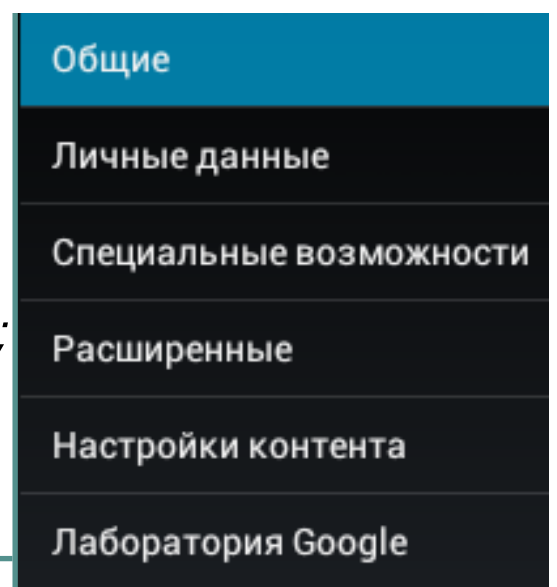 Общие
Личные данные
Специальные возможности
;
Расширенные
Настройки контента
Лаборатория Google